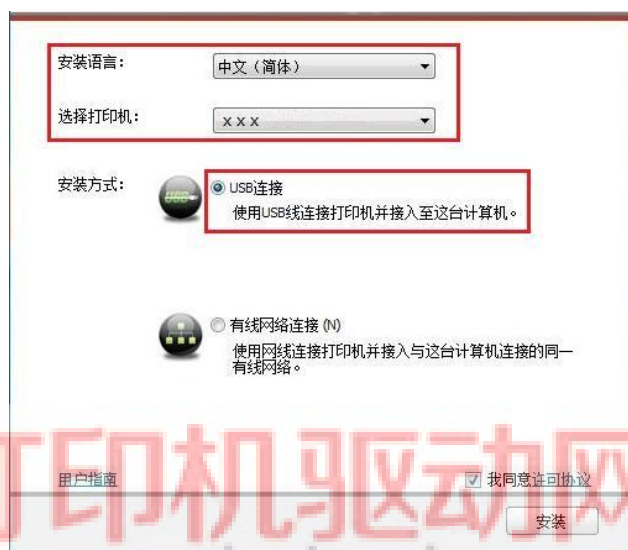 安装语言：
中文（简体）
选择打印机：
xxx
安装方式：
USB
USB连接
使用USB线连接打印机并接入至这台计算机。
有线网络连接(N)
使用网线连接打印机并接入与这台计算机连接的同一
有线网络。
打印机驱动网
用户指南
我同意许可协议
安装